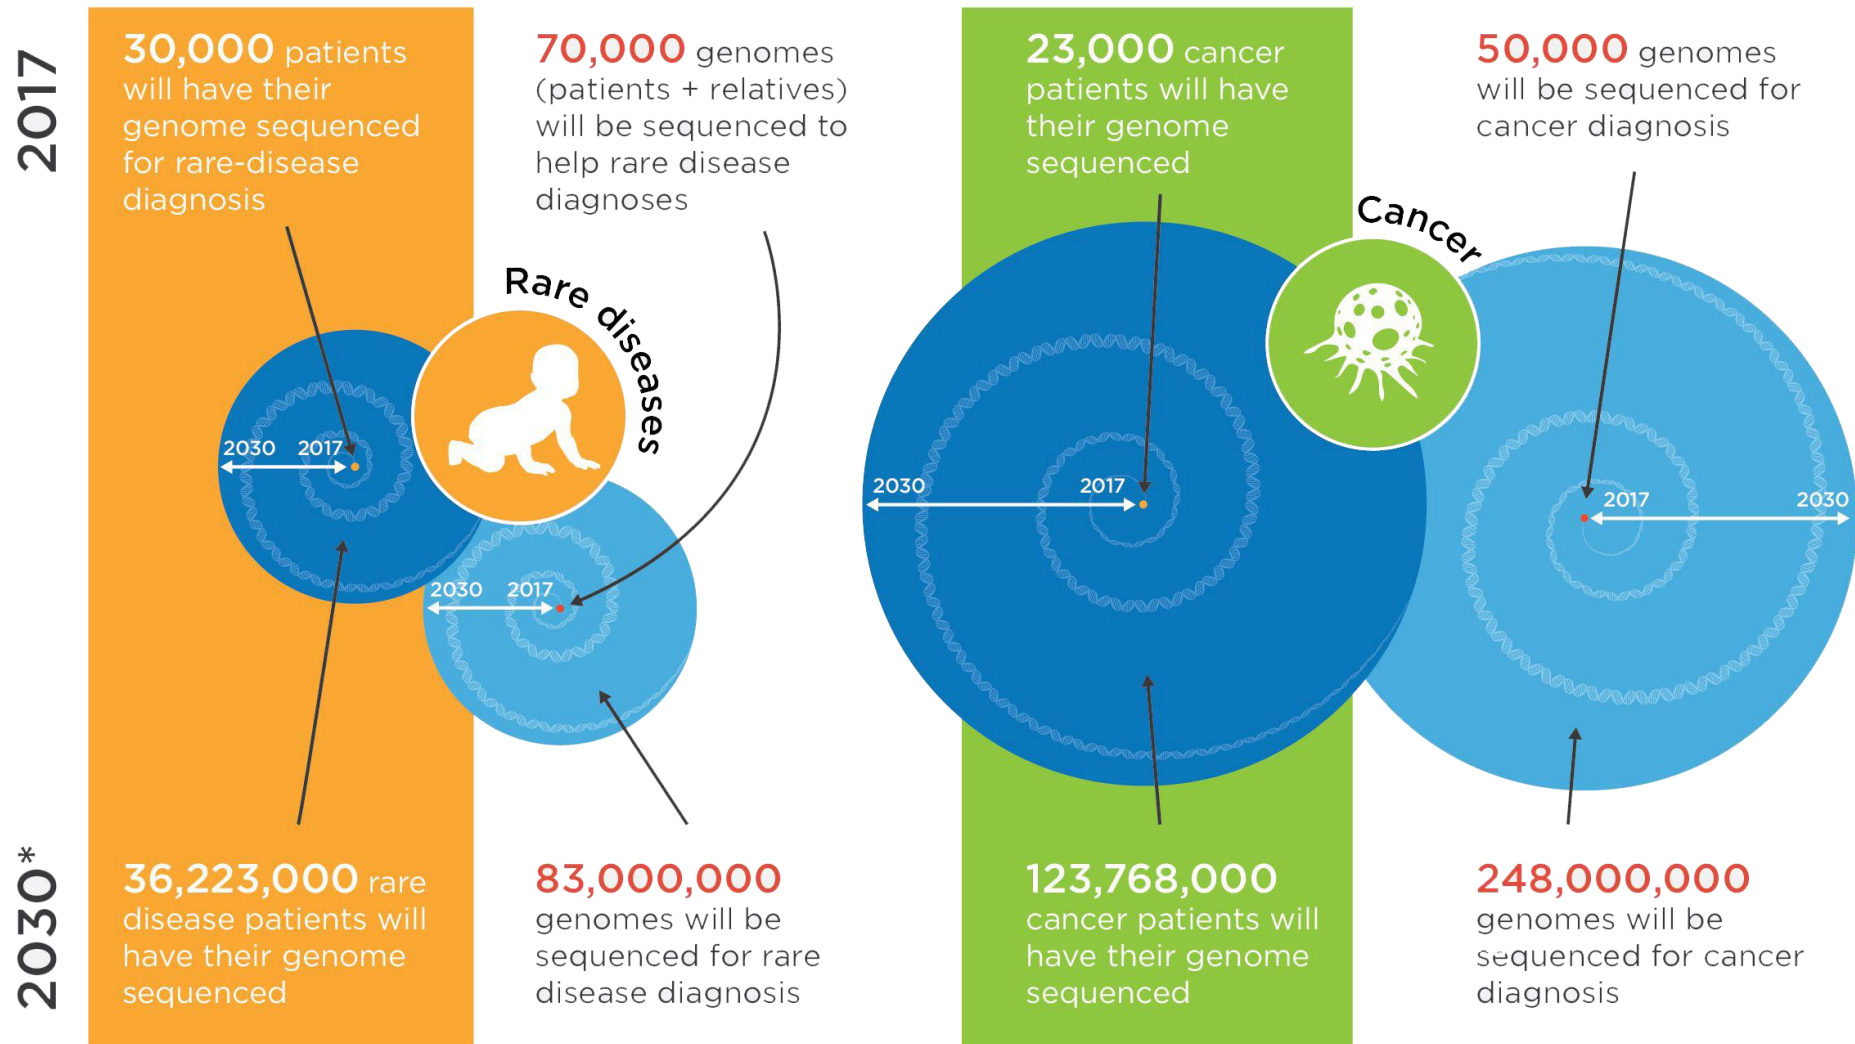 2017
30,000 patients
will have their
genome sequenced
for rare-disease
diagnosis
70,000 genomes
(patients + relatives)
will be sequenced to
help rare disease
diagnoses
23,000 cancer
patients will have
their genome
sequenced
50,000 genomes
will be sequenced for
cancer diagnosis
Rare diseases
Cancer
2030 2017
2030 2017
2030 2017
2017 2030
2030*
36,223,000 rare
disease patients will
have their genome
sequenced
83,000,000
genomes will be
sequenced for rare
disease diagnosis
123,768,000
cancer patients will
have their genome
sequenced
248,000,000
genomes will be
sequenced for cancer
diagnosis